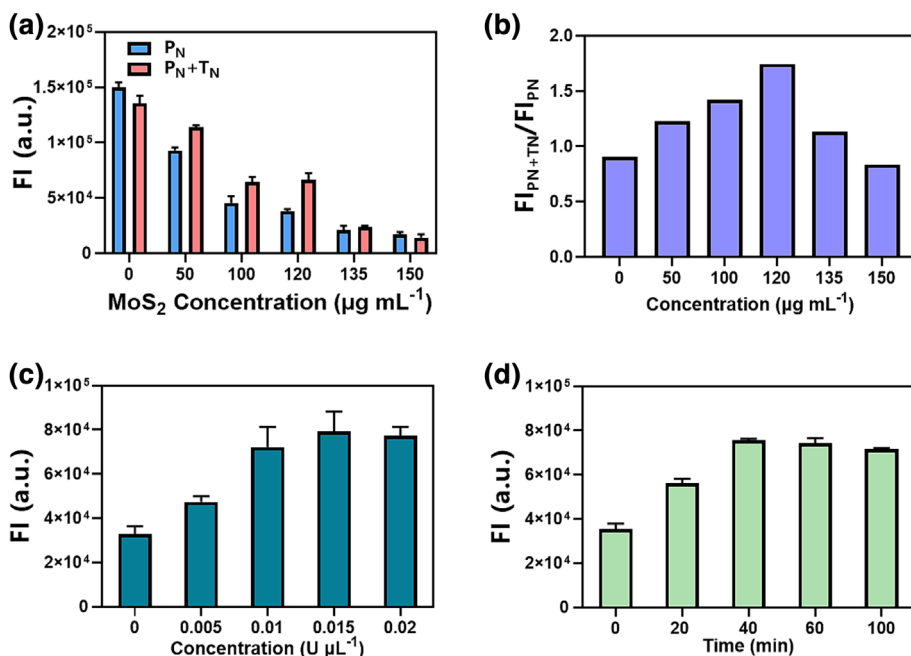 (a)
FI (a.u.)
2×10⁵
1.5×10⁵
1×10⁵
5×10⁴
0
P_N
P_N+T_N
0 50 100 120 135 150
MoS₂ Concentration (µg mL⁻¹)
(b)
FI_PN+TN/FI_PN
2.0
1.5
1.0
0.5
0.0
0 50 100 120 135 150
Concentration (µg mL⁻¹)
(c)
FI (a.u.)
1×10⁵
8×10⁴
6×10⁴
4×10⁴
2×10⁴
0
0 0.005 0.01 0.015 0.02
Concentration (U µL⁻¹)
(d)
FI (a.u.)
1×10⁵
8×10⁴
6×10⁴
4×10⁴
2×10⁴
0
0 20 40 60 100
Time (min)